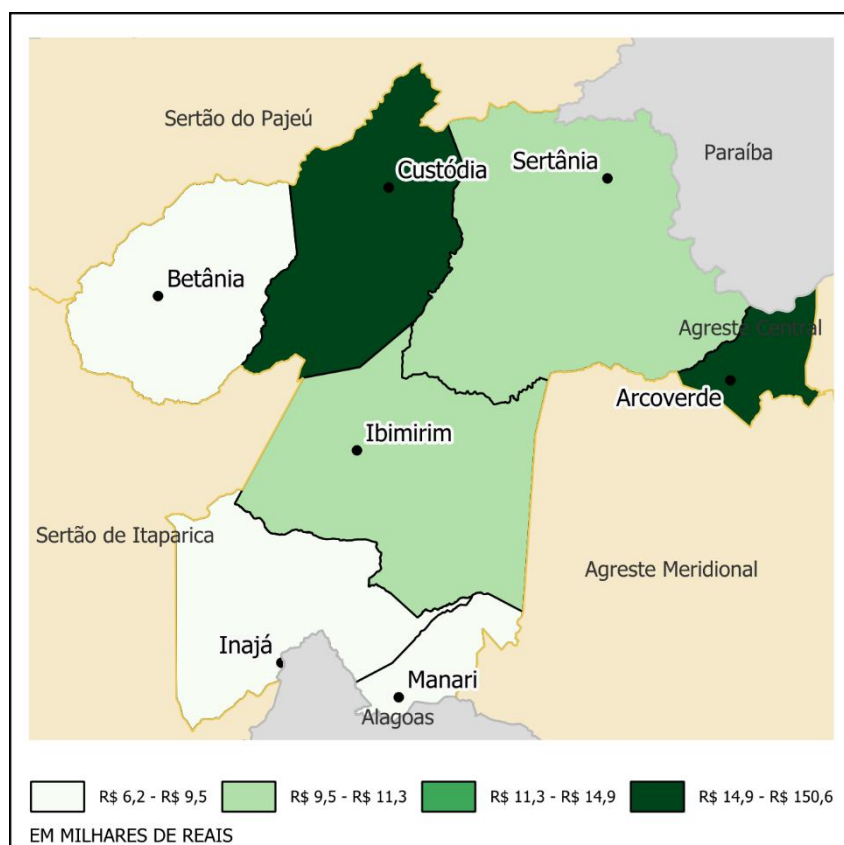 Sertão do Pajeú
Custódia
Sertânia
Paraíba
Betânia
Agreste Central
Arcoverde
Ibimirim
Sertão de Itaparica
Agreste Meridional
Inajá
Manari
Alagoas
R$ 6,2 - R$ 9,5
R$ 9,5 - R$ 11,3
R$ 11,3 - R$ 14,9
R$ 14,9 - R$ 150,6
EM MILHARES DE REAIS